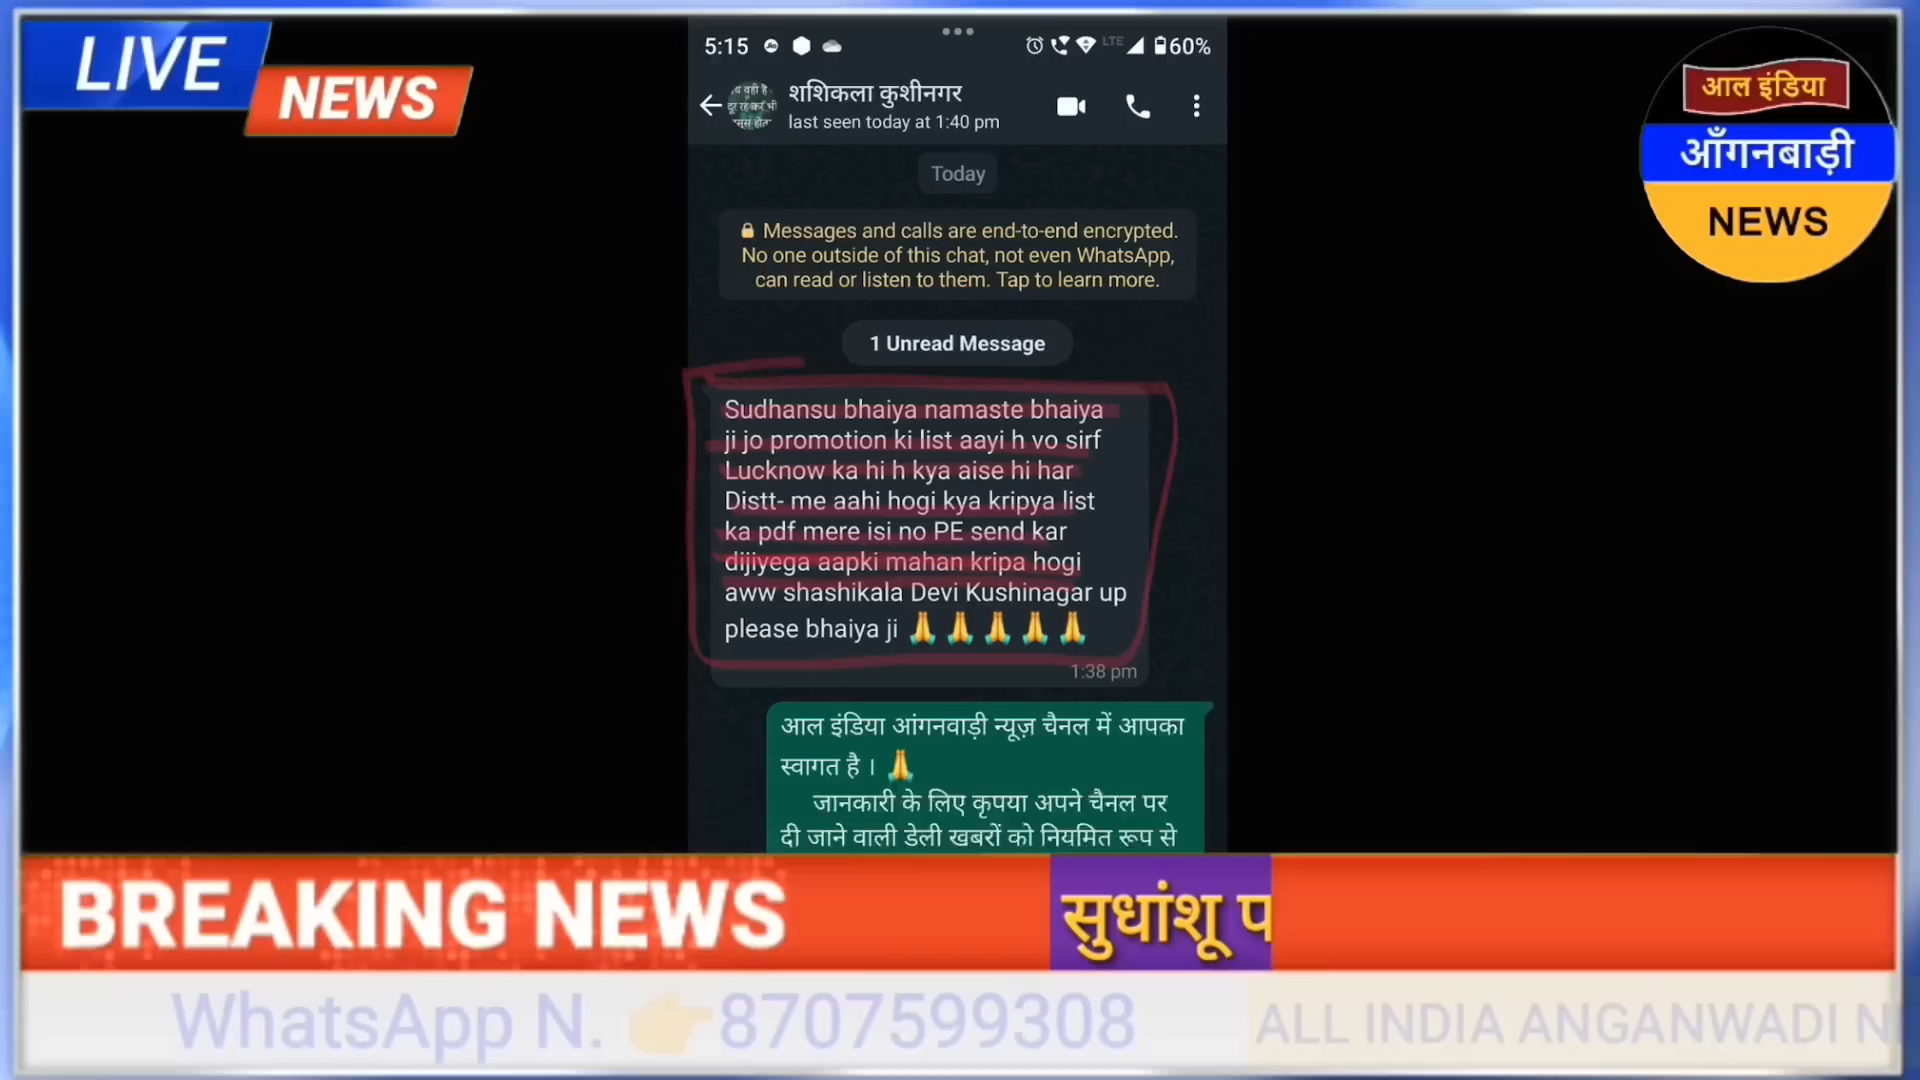 LIVE
NEWS
5:15
LTE
60%
शशिकला कुशीनगर
last seen today at 1:40 pm
आल इंडिया
आँगनबाड़ी
NEWS
Today
Messages and calls are end-to-end encrypted.
No one outside of this chat, not even WhatsApp,
can read or listen to them. Tap to learn more.
1 Unread Message
Sudhansu bhaiya namaste bhaiya
ji jo promotion ki list aayi h vo sirf
Lucknow ka hi h kya aise hi har
Distt- me aahi hogi kya kripya list
ka pdf mere isi no PE send kar
dijiyega aapki mahan kripa hogi
aww shashikala Devi Kushinagar up
please bhaiya ji 🙏🙏🙏🙏🙏
1:38 pm
आल इंडिया आंगनवाड़ी न्यूज़ चैनल में आपका
स्वागत है । 🙏
जानकारी के लिए कृपया अपने चैनल पर
दी जाने वाली डेली खबरों को नियमित रूप से
BREAKING NEWS
सुधांशू प
WhatsApp N. 👉8707599308
ALL INDIA ANGANWADI N